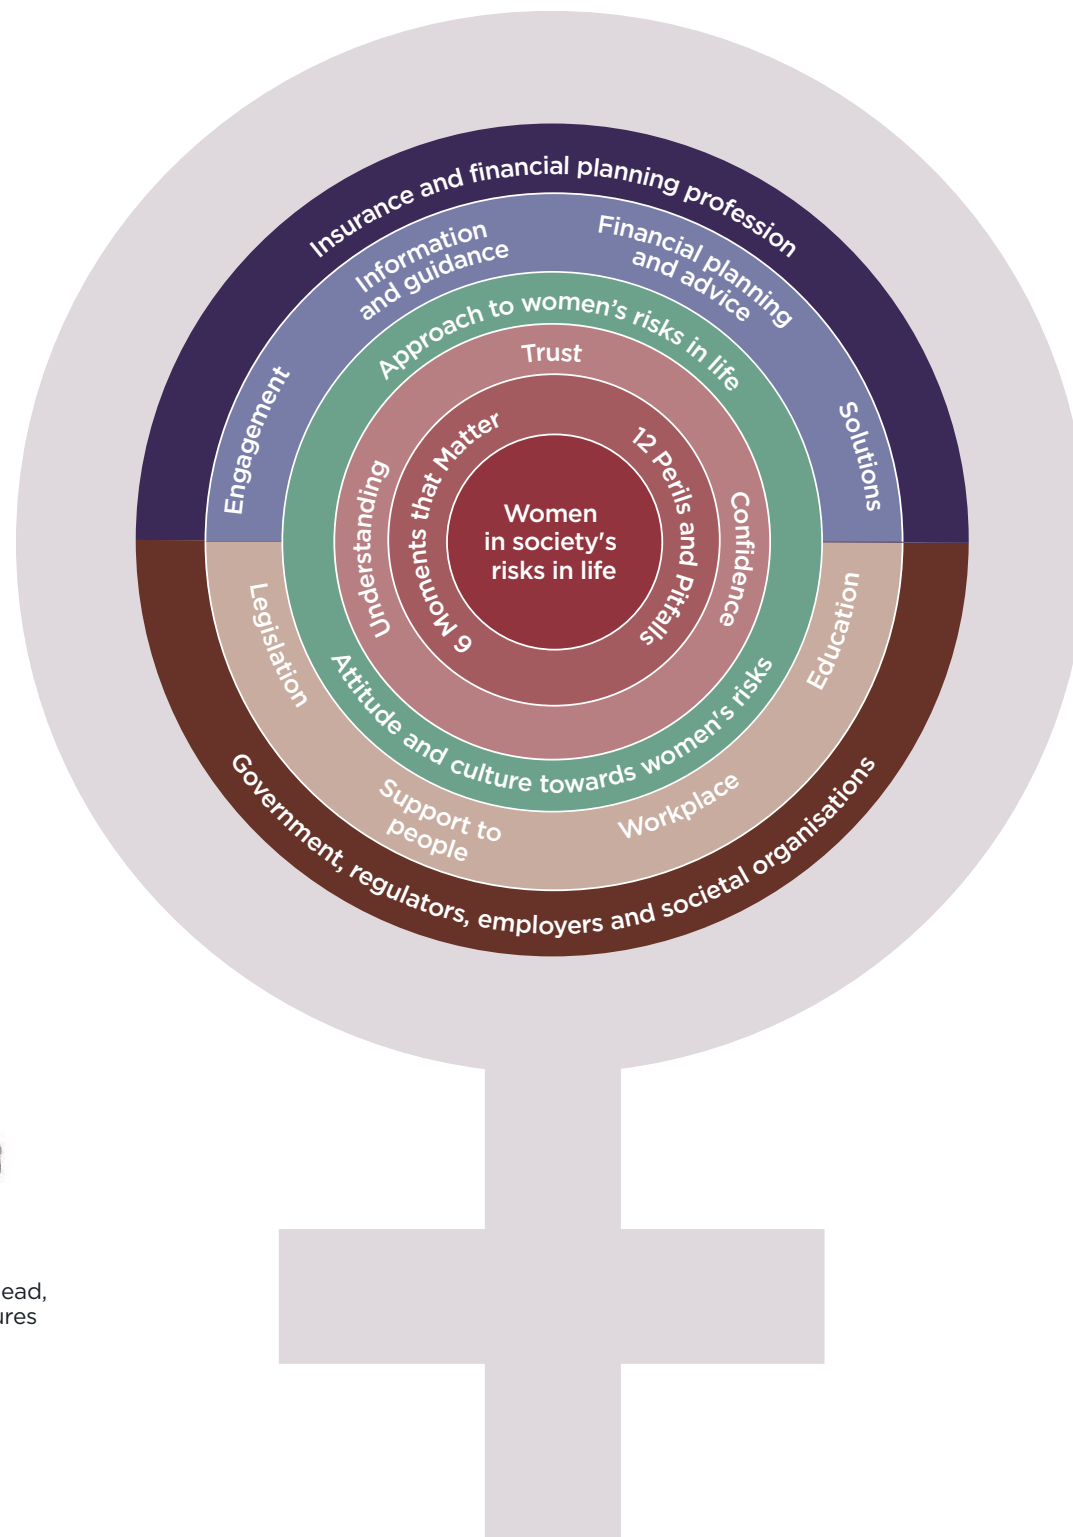 Insurance and financial planning profession
Information
and guidance
Financial planning
and advice
Engagement
Solutions
Approach to women's risks in life
Trust
Understanding
Confidence
6 Moments that Matter
12 Perils and Pitfalls
Women
in society's
risks in life
Attitude and culture towards women's risks
Legislation
Support to
people
Workplace
Education
Government, regulators, employers and societal organisations